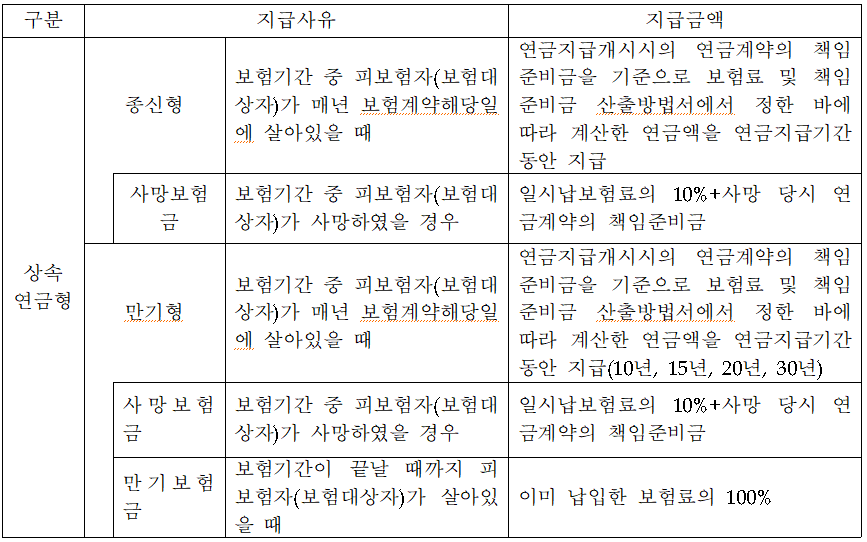 구분
지급사유
지급금액
상속
연금형
종신형
보험기간 중 피보험자(보험대
상자)가 매년 보험계약해당일
에 살아있을 때
연금지급개시시의 연금계약의 책임
준비금을 기준으로 보험료 및 책임
준비금 산출방법서에서 정한 바에
따라 계산한 연금액을 연금지급기간
동안 지급
사망보험
금
보험기간 중 피보험자(보험대
상자)가 사망하였을 경우
일시납보험료의 10%+사망 당시 연
금계약의 책임준비금
만기형
보험기간 중 피보험자(보험대
상자)가 매년 보험계약해당일
에 살아있을 때
연금지급개시시의 연금계약의 책임
준비금을 기준으로 보험료 및 책임
준비금 산출방법서에서 정한 바에
따라 계산한 연금액을 연금지급기간
동안 지급(10년, 15년, 20년, 30년)
사망보험
금
보험기간 중 피보험자(보험대
상자)가 사망하였을 경우
일시납보험료의 10%+사망 당시 연
금계약의 책임준비금
만기보험
금
보험기간이 끝날 때까지 피
보험자(보험대상자)가 살아있
을 때
이미 납입한 보험료의 100%